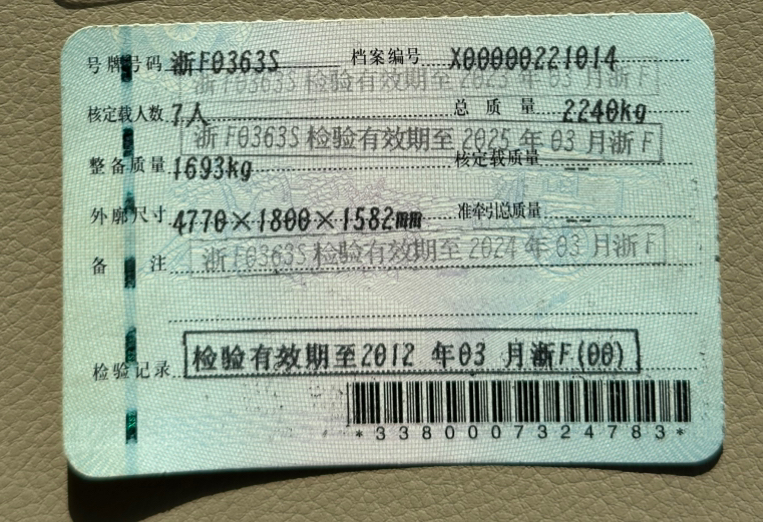 号牌号码 浙F0363S 档案编号 X00000221014
浙F0363S检验有效期至2023年03月浙F
核定载人数 7人 总质量 2240kg
浙F0363S检验有效期至2025年03月浙F
整备质量 1693kg 核定载质量 --
外廓尺寸 4770×1800×1582mm 准牵引总质量 --
浙F0363S检验有效期至2024年03月浙F
备注
检验记录 检验有效期至2012年03月浙F(00)
*3380007324783*